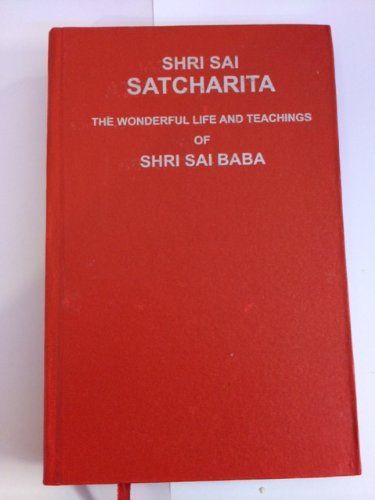 SHRI SAI
SATCHARITA
THE WONDERFUL LIFE AND TEACHINGS
OF
SHRI SAI BABA